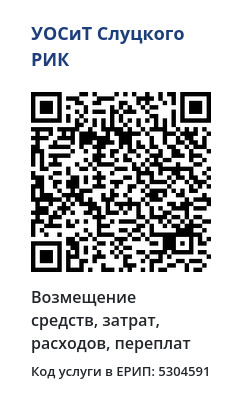 УОСиТ Слуцкого
РИК
Возмещение
средств, затрат,
расходов, переплат
Код услуги в ЕРИП: 5304591